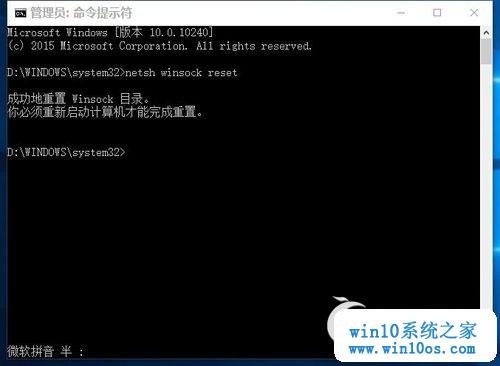 管理员: 命令提示符
Microsoft Windows [版本 10.0.10240]
(c) 2015 Microsoft Corporation. All rights reserved.
D:\WINDOWS\system32>netsh winsock reset
成功地重置 Winsock 目录。
你必须重新启动计算机才能完成重置。
D:\WINDOWS\system32>
微软拼音 半 :
win10系统之家
www.win10os.com